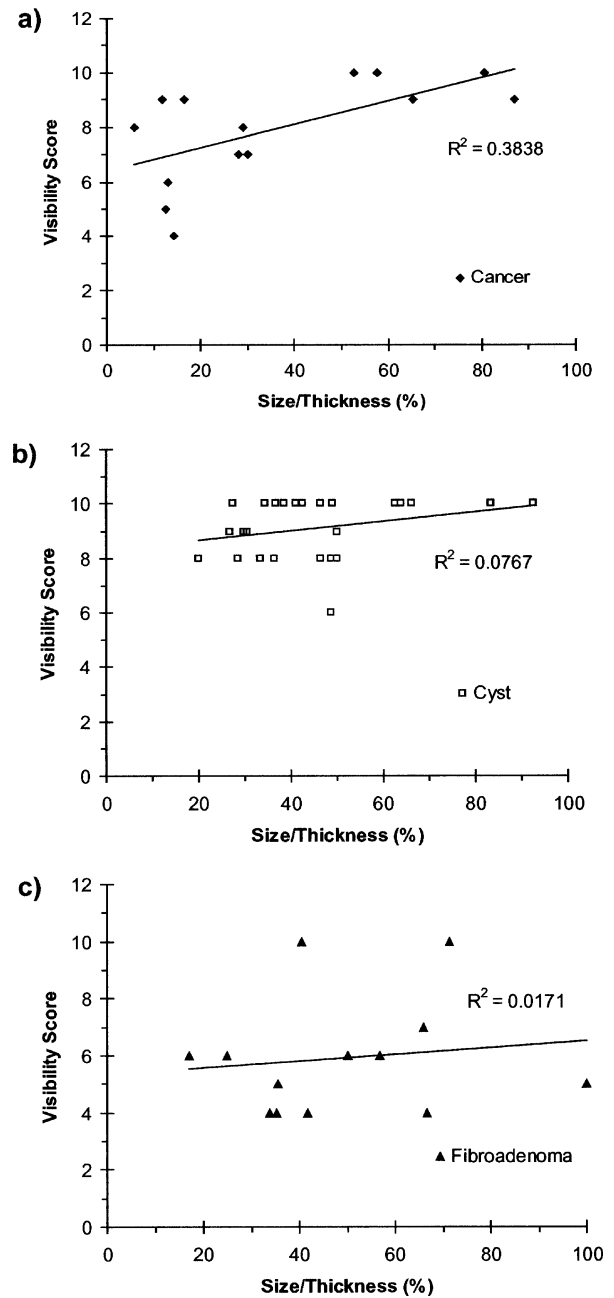 a)
12
10
8
6
4
2
0
Visibility Score
R² = 0.3838
Cancer
0 20 40 60 80 100
Size/Thickness (%)
b)
12
10
8
6
4
2
0
Visibility Score
R² = 0.0767
Cyst
0 20 40 60 80 100
Size/Thickness (%)
c)
12
10
8
6
4
2
0
Visibility Score
R² = 0.0171
Fibroadenoma
0 20 40 60 80 100
Size/Thickness (%)